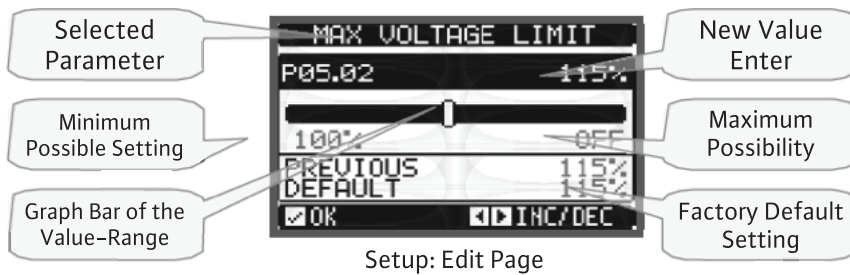 Selected
Parameter
Minimum
Possible Setting
Graph Bar of the
Value-Range
MAX VOLTAGE LIMIT
P05.02 115%
100% OFF
PREVIOUS 115%
DEFAULT 115%
OK INC/DEC
New Value
Enter
Maximum
Possibility
Factory Default
Setting
Setup: Edit Page